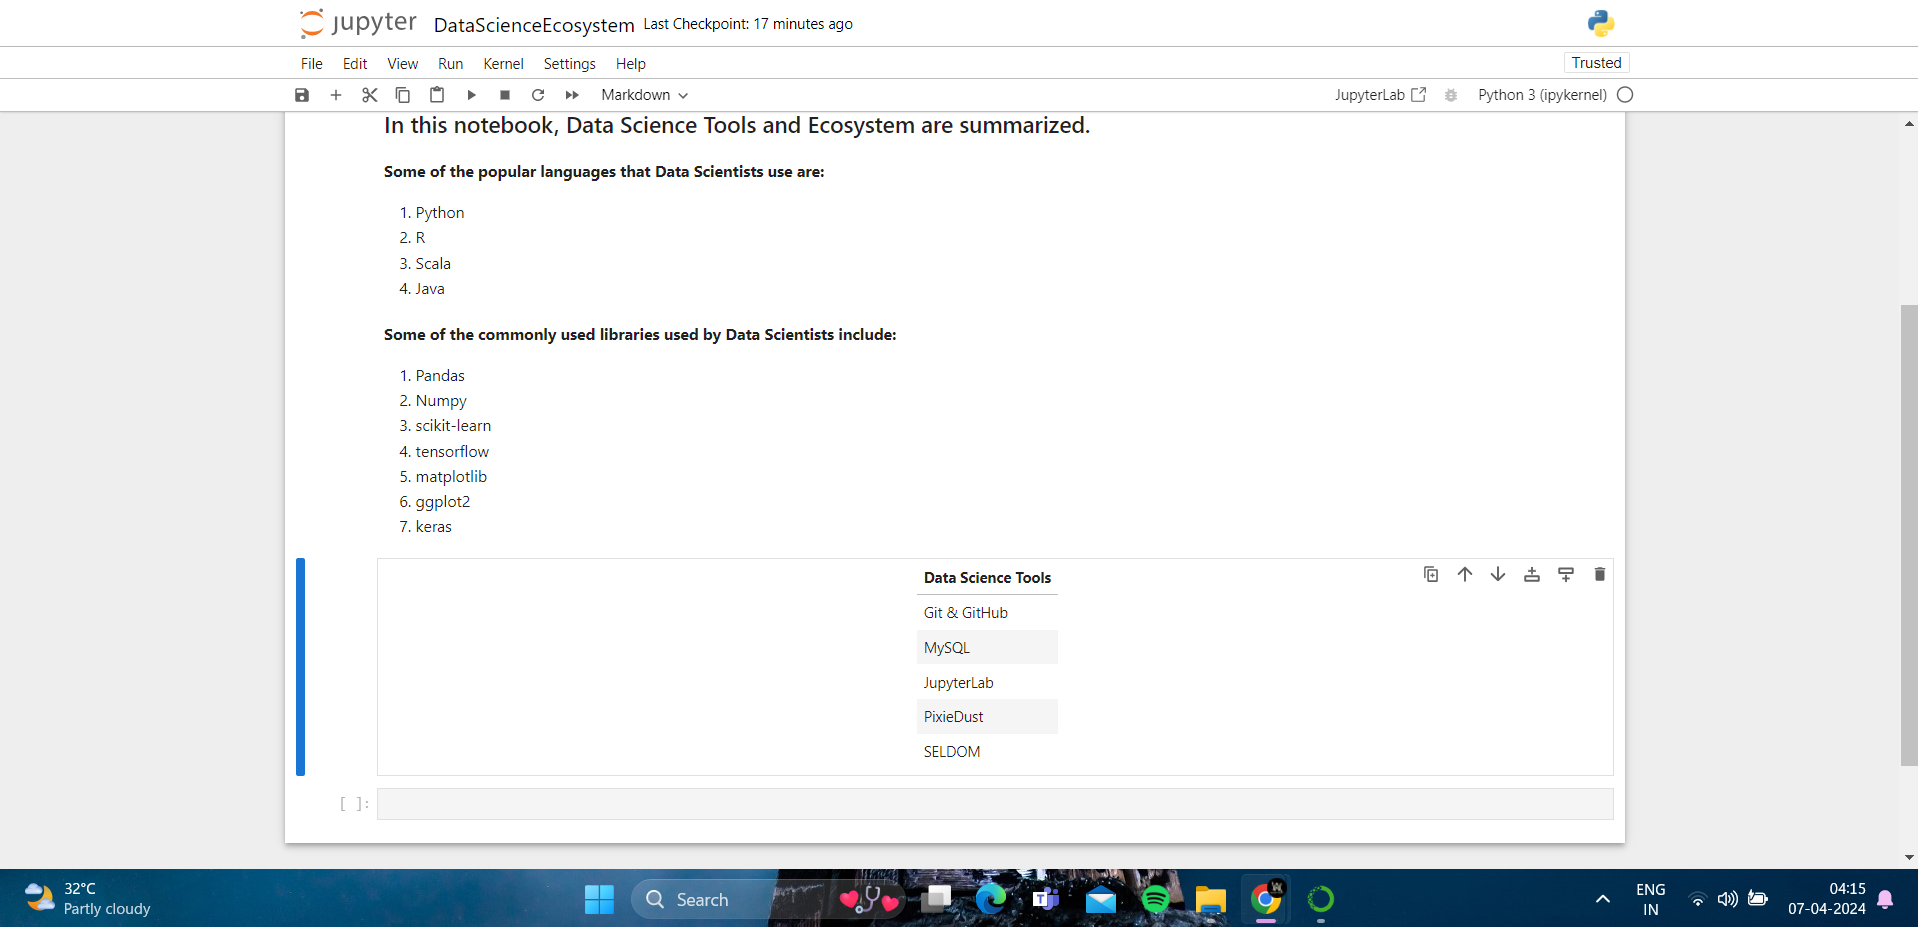 jupyter DataScienceEcosystem Last Checkpoint: 17 minutes ago
File Edit View Run Kernel Settings Help Trusted
Markdown JupyterLab Python 3 (ipykernel)
In this notebook, Data Science Tools and Ecosystem are summarized.
Some of the popular languages that Data Scientists use are:
1. Python
2. R
3. Scala
4. Java
Some of the commonly used libraries used by Data Scientists include:
1. Pandas
2. Numpy
3. scikit-learn
4. tensorflow
5. matplotlib
6. ggplot2
7. keras
Data Science Tools
Git & GitHub
MySQL
JupyterLab
PixieDust
SELDOM
[ ]:
32°C
Partly cloudy
Search
ENG
IN
04:15
07-04-2024